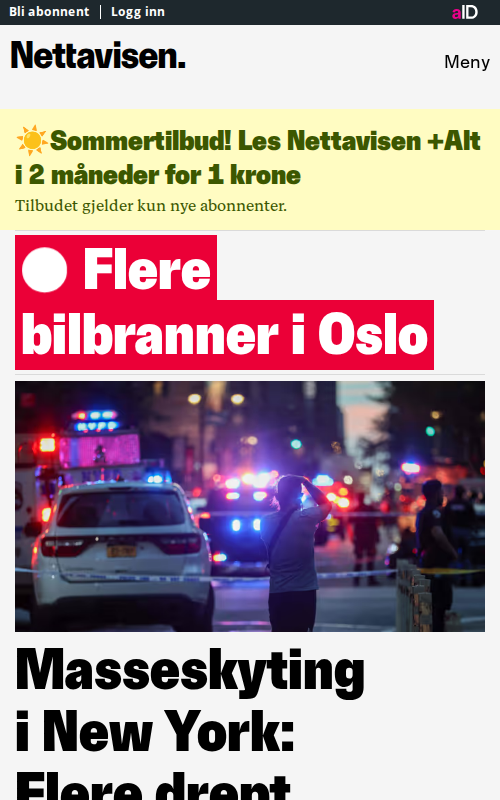 Bli abonnent
Logg inn
aID
Nettavisen.
Meny
Sommertilbud! Les Nettavisen +Alt
i 2 måneder for 1 krone
Tilbudet gjelder kun nye abonnenter.
Flere
bilbranner i Oslo
Masseskyting
i New York:
Flere drept